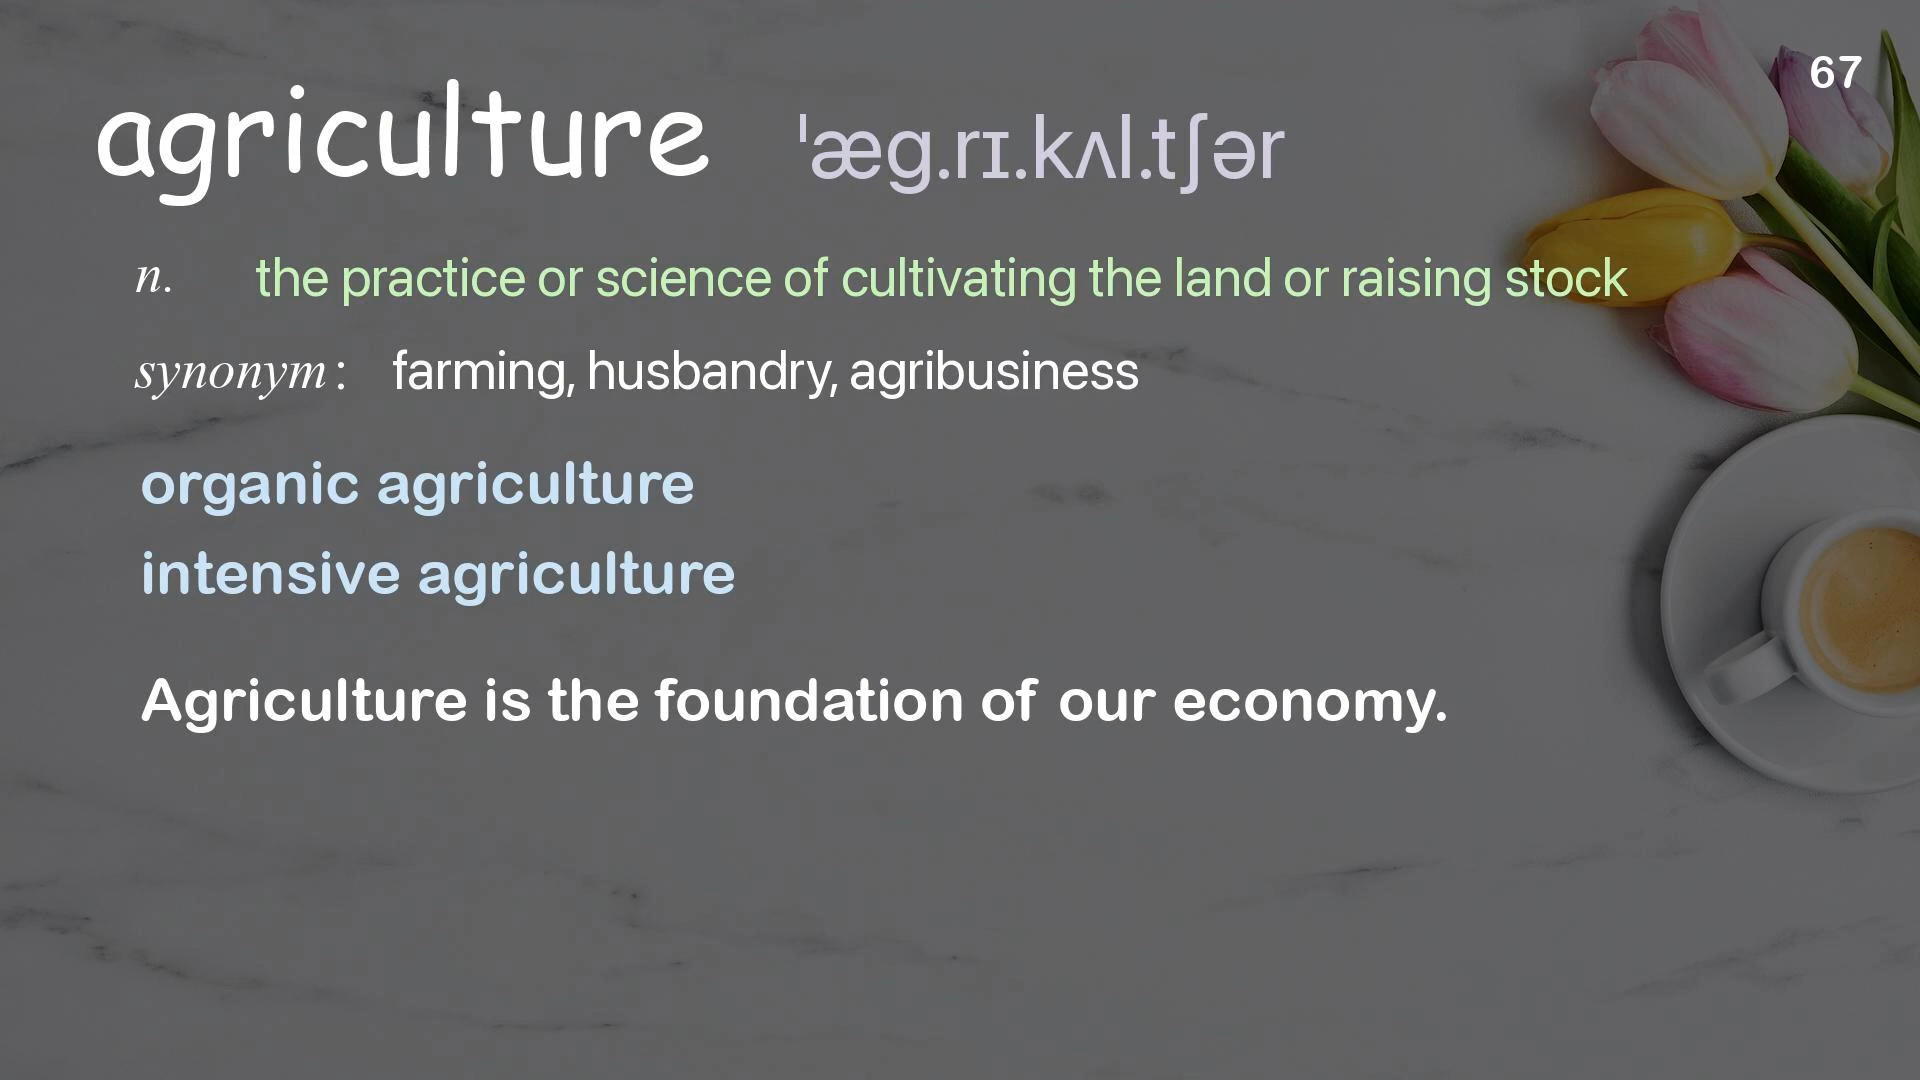 67
agriculture ˈæg.rɪ.kʌl.tʃər
n. the practice or science of cultivating the land or raising stock
synonym: farming, husbandry, agribusiness
organic agriculture
intensive agriculture
Agriculture is the foundation of our economy.